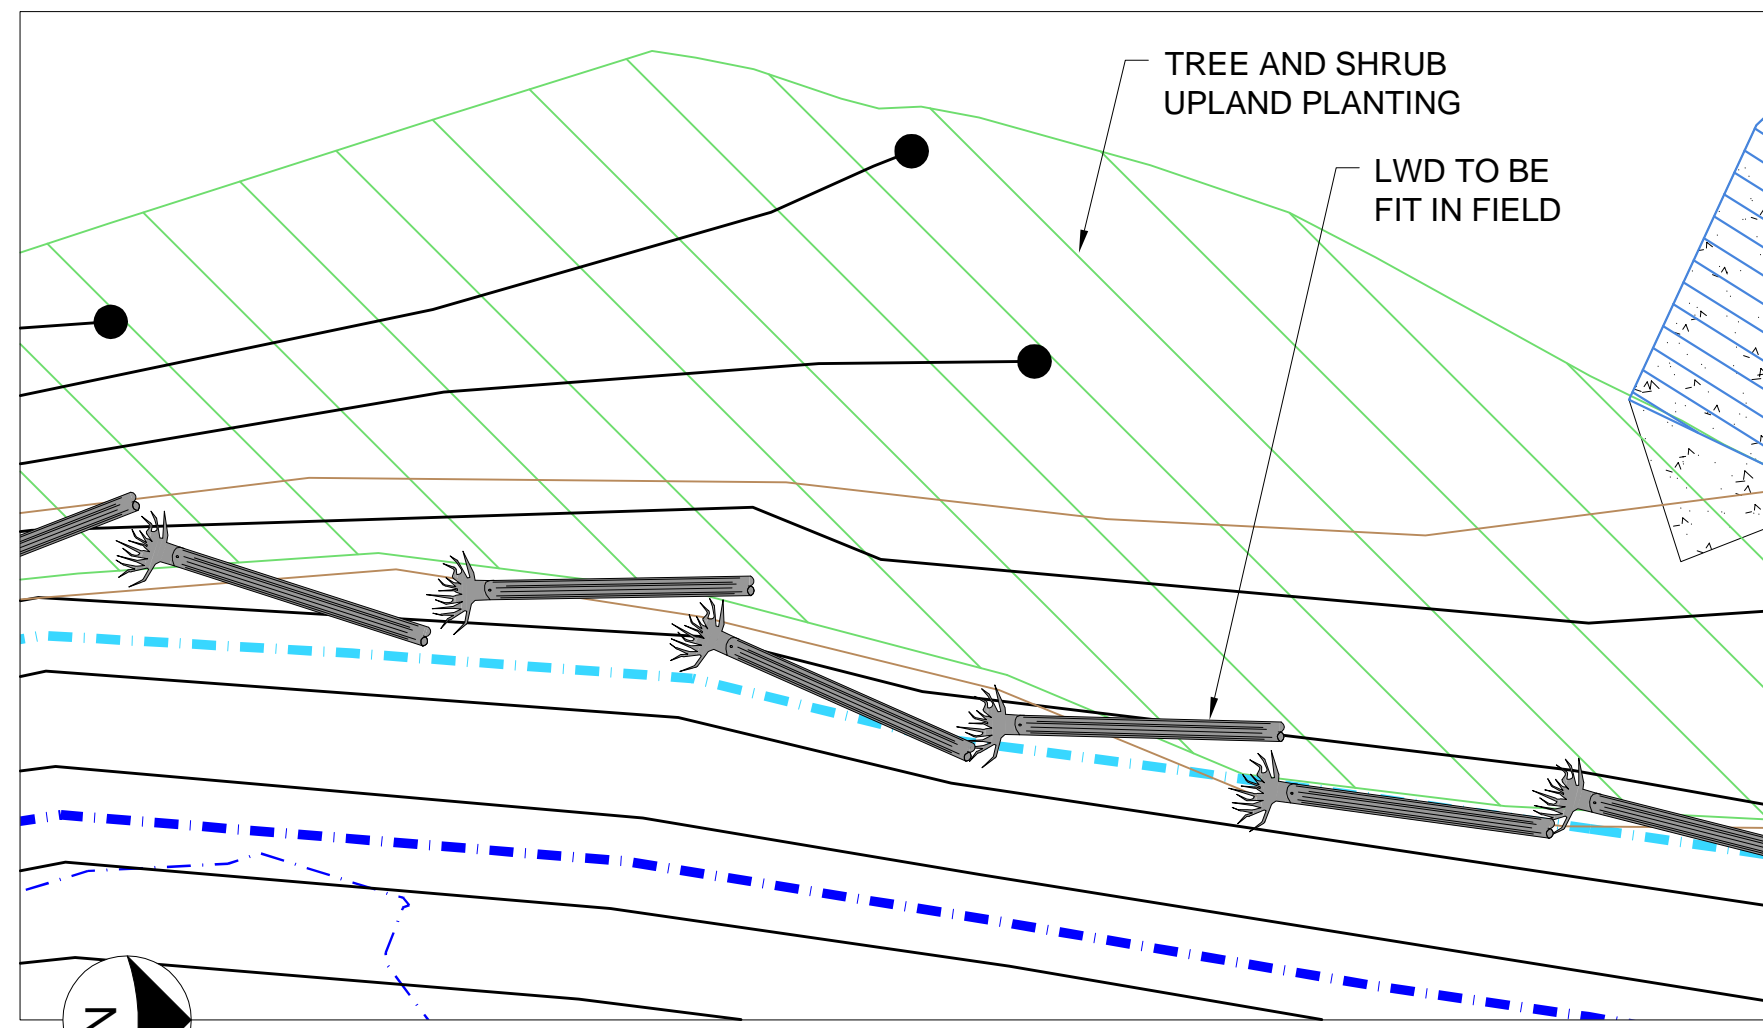 TREE AND SHRUB
UPLAND PLANTING
LWD TO BE
FIT IN FIELD
N